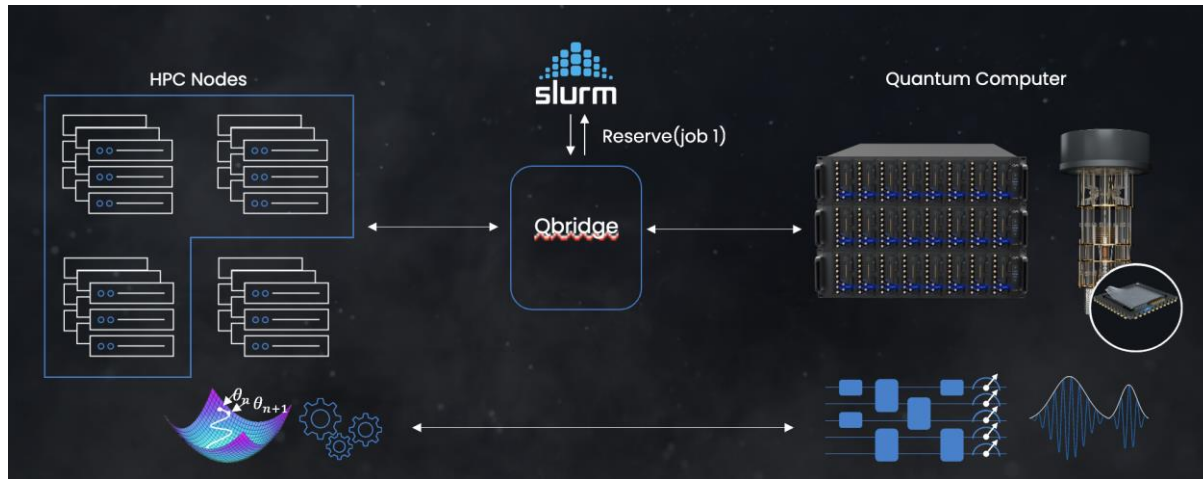 HPC Nodes
slurm
Quantum Computer
Reserve(job 1)
Qbridge
θn
θn+1